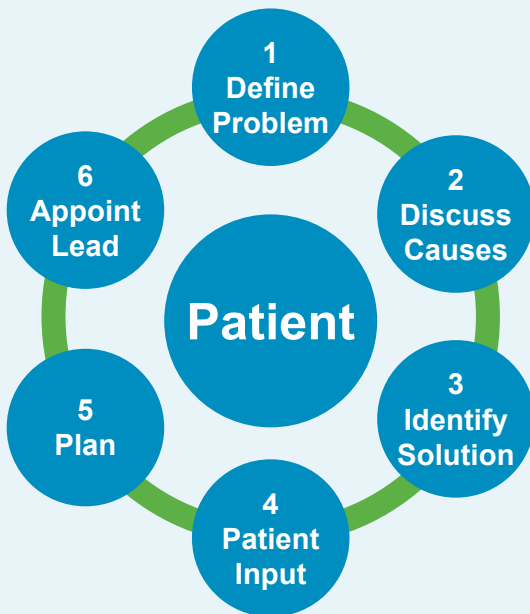 1
Define
Problem
2
Discuss
Causes
3
Identify
Solution
4
Patient
Input
5
Plan
6
Appoint
Lead
Patient